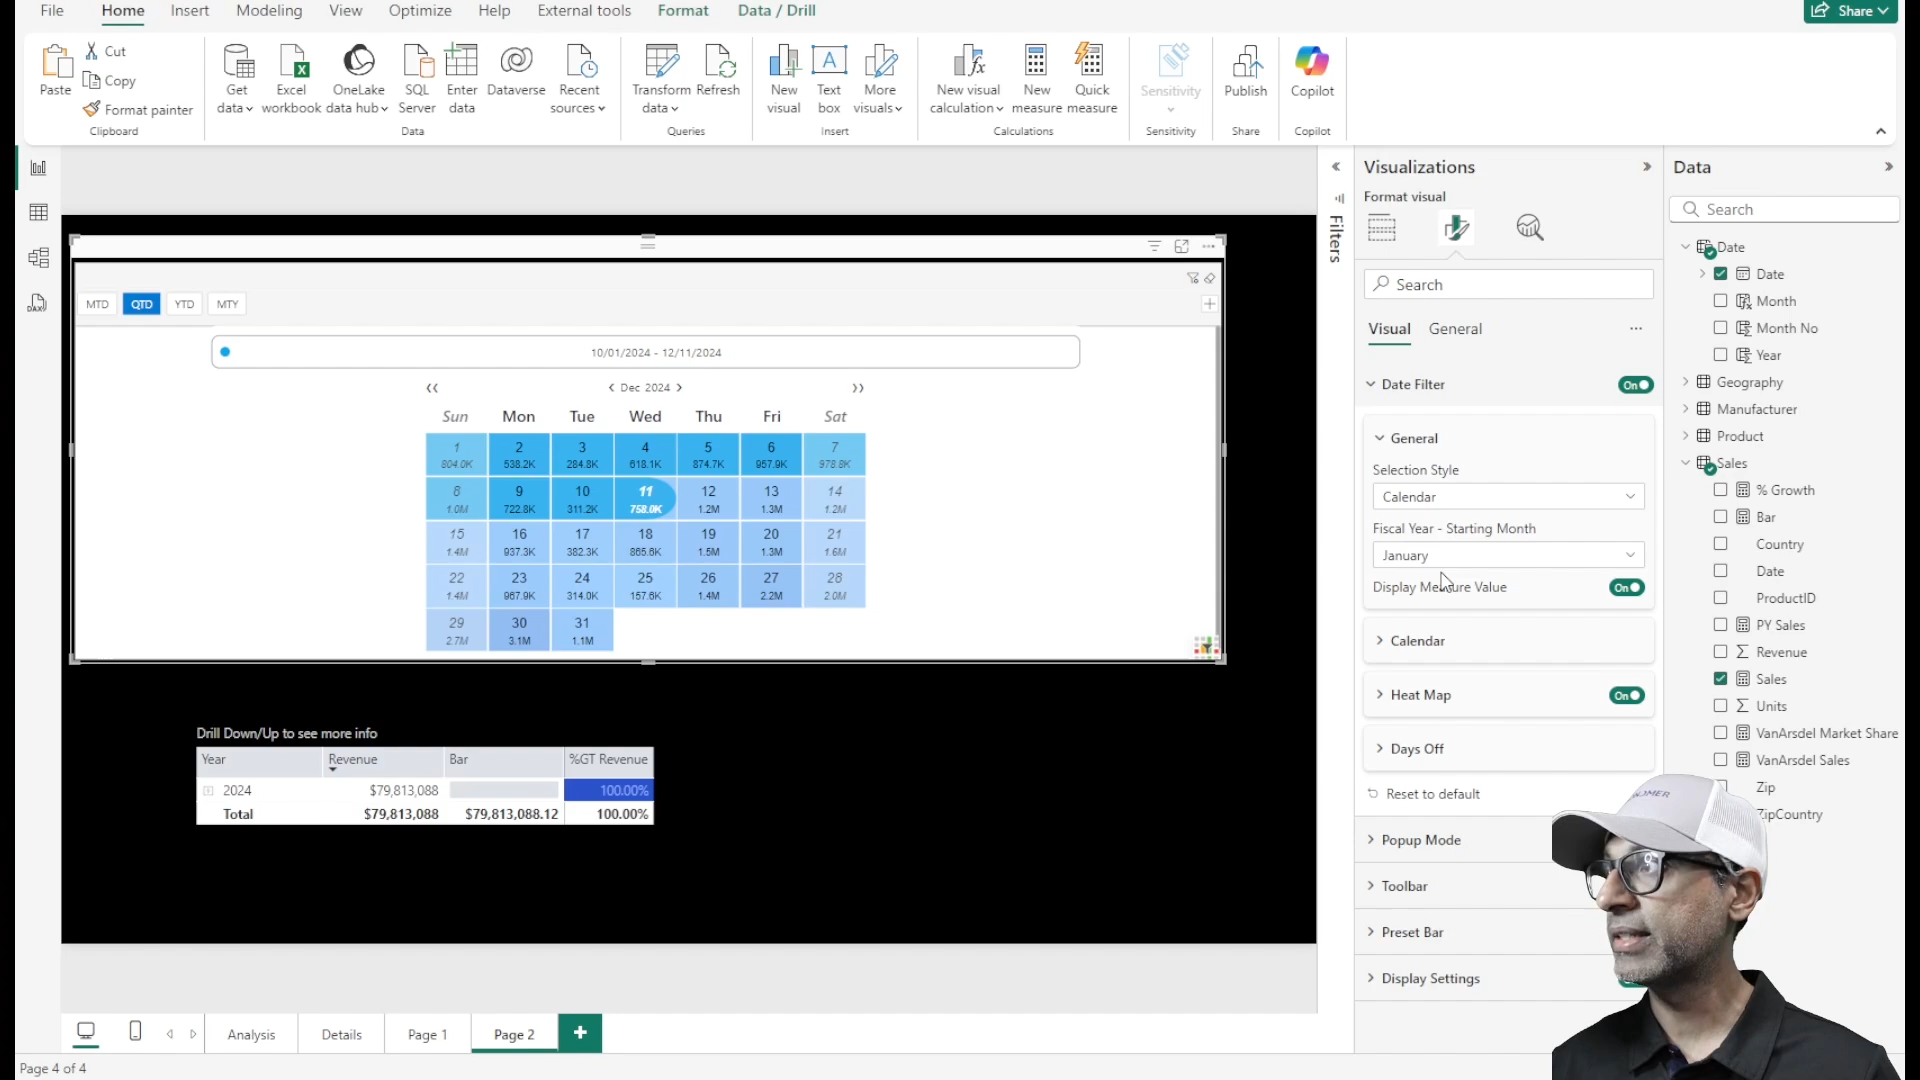 File Home Insert Modeling View Optimize Help External tools Format Data / Drill Share
Paste Cut
Copy
Format painter
Clipboard
Get data Excel workbook OneLake data hub SQL Server Enter data Dataverse Recent sources
Data
Transform data Refresh
Queries
New visual Text box More visuals
Insert
New visual calculation New measure Quick measure
Calculations
Sensitivity
Sensitivity
Publish
Share
Copilot
Copilot
MTD QTD YTD MTY
10/01/2024 - 12/11/2024
Dec 2024
Sun Mon Tue Wed Thu Fri Sat
1 2 3 4 5 6 7
804.0K 538.2K 284.8K 618.1K 874.7K 957.9K 978.8K
8 9 10 11 12 13 14
1.0M 722.8K 311.2K 758.0K 1.2M 1.3M 1.2M
15 16 17 18 19 20 21
1.4M 937.3K 382.3K 865.6K 1.5M 1.3M 1.6M
22 23 24 25 26 27 28
1.4M 967.9K 314.0K 157.6K 1.4M 2.2M 2.0M
29 30 31
2.7M 3.1M 1.1M
Drill Down/Up to see more info
Year Revenue Bar %GT Revenue
2024 $79,813,088 100.00%
Total $79,813,088 $79,813,088.12 100.00%
Filters
Visualizations
Format visual
Search
Visual General
Date Filter On
General
Selection Style
Calendar
Fiscal Year - Starting Month
January
Display Measure Value On
Calendar
Heat Map On
Days Off
Reset to default
Popup Mode
Toolbar
Preset Bar
Display Settings
Data
Search
Date
Date
Month
Month No
Year
Geography
Manufacturer
Product
Sales
% Growth
Bar
Country
Date
ProductID
PY Sales
Revenue
Sales
Units
VanArsdel Market Share
VanArsdel Sales
Zip
ZipCountry
Analysis Details Page 1 Page 2
Page 4 of 4